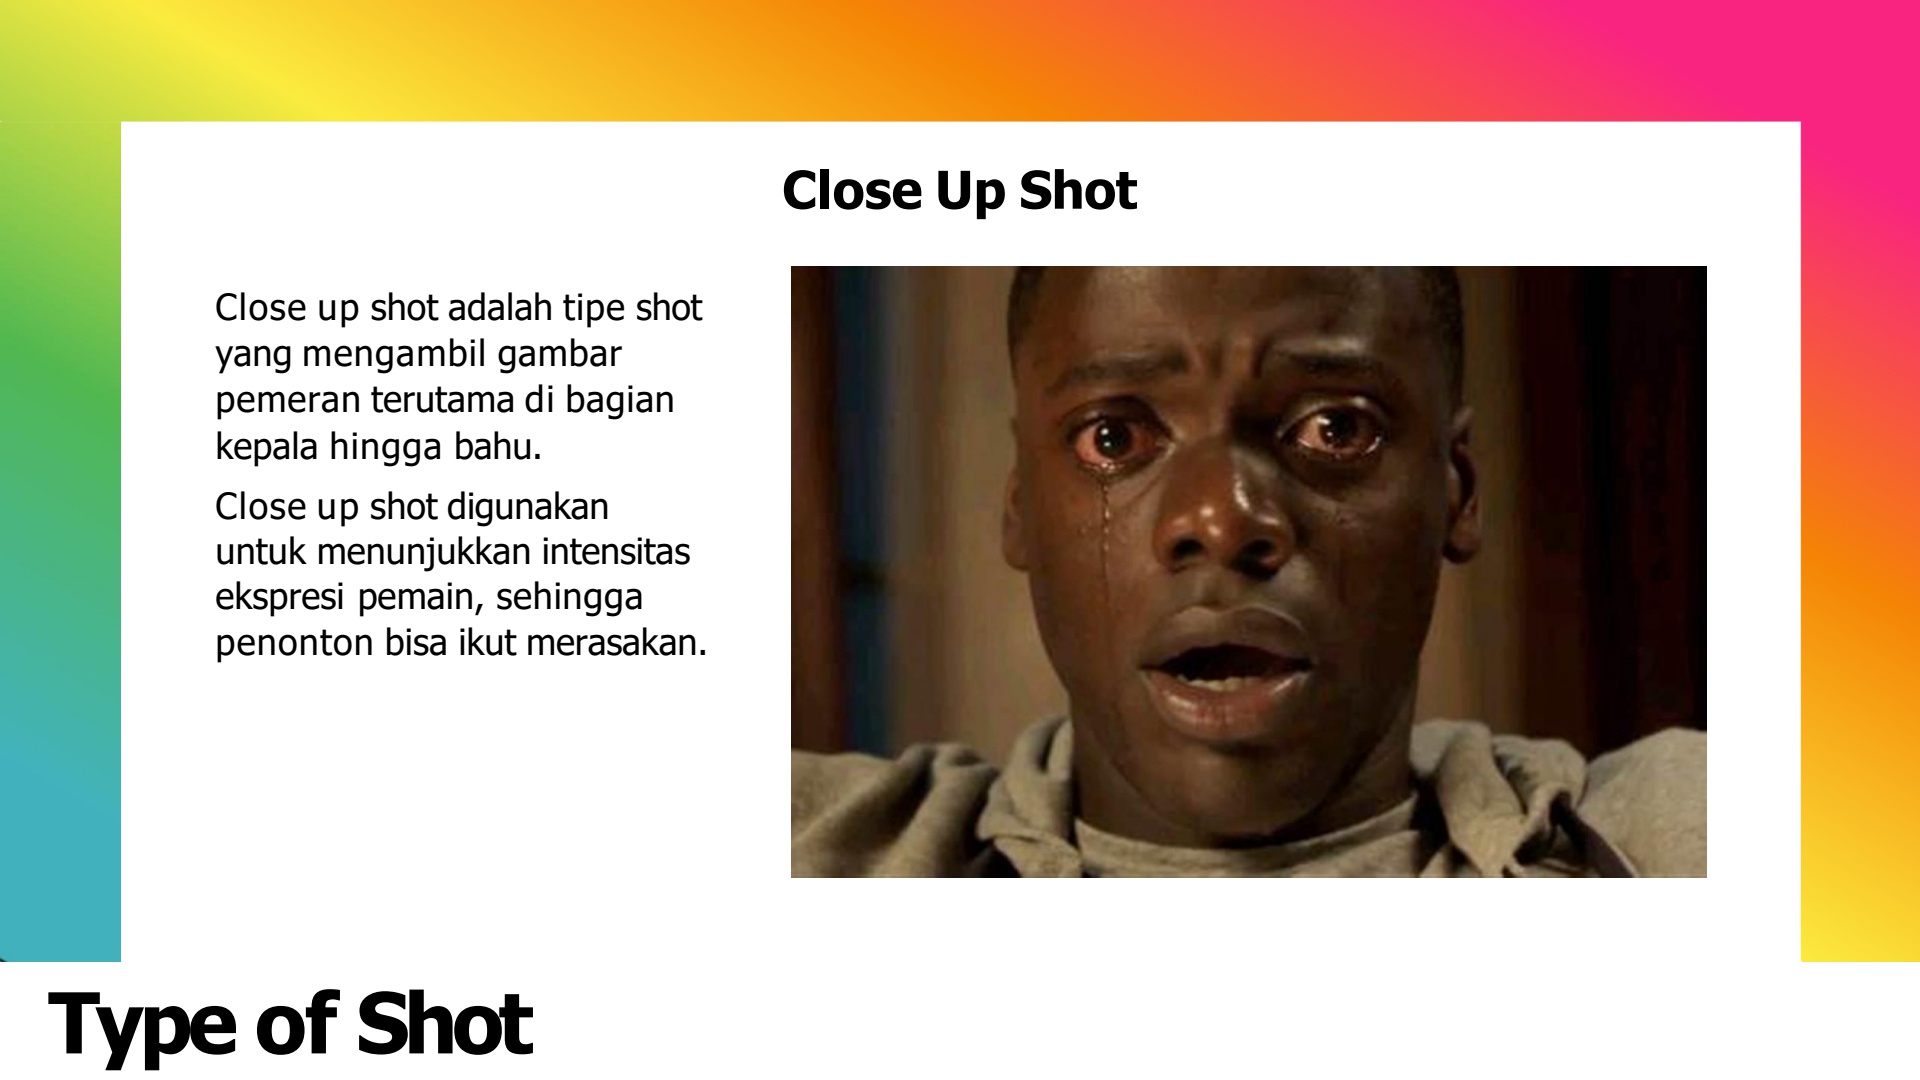 Close Up Shot
Close up shot adalah tipe shot
yang mengambil gambar
pemeran terutama di bagian
kepala hingga bahu.
Close up shot digunakan
untuk menunjukkan intensitas
ekspresi pemain, sehingga
penonton bisa ikut merasakan.
Type of Shot